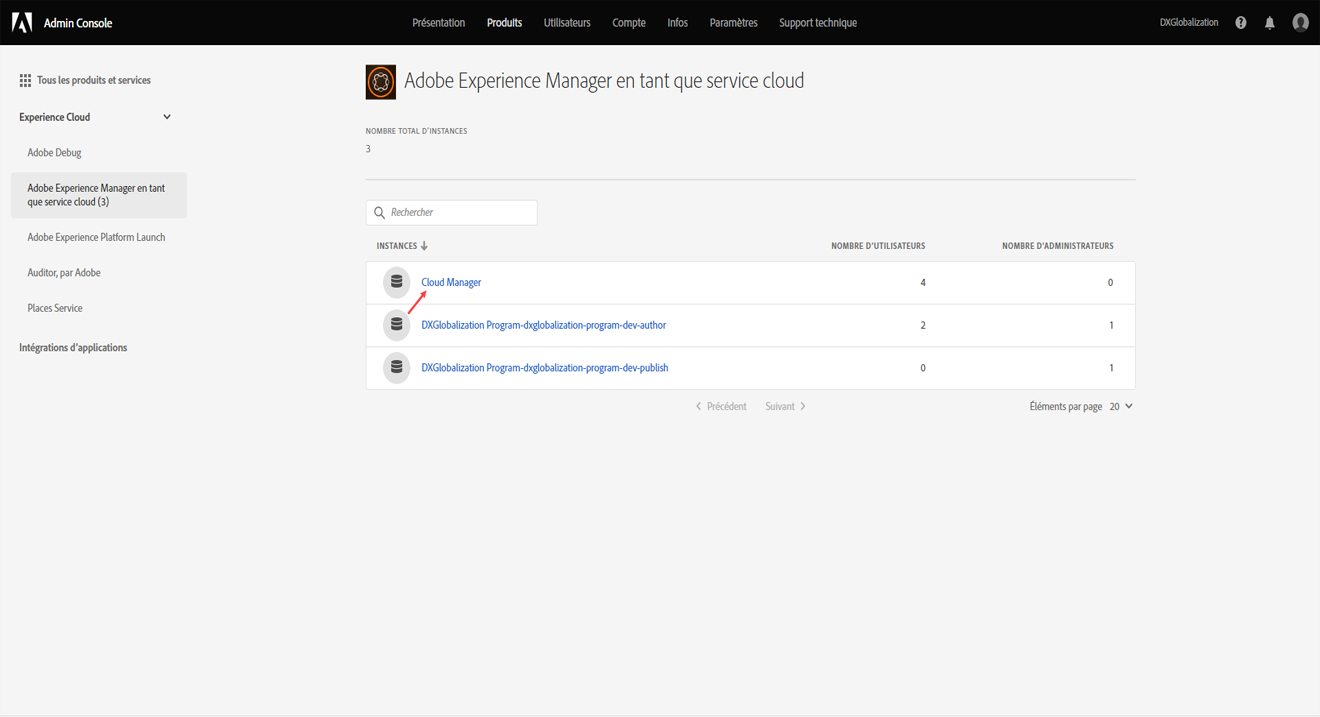 Admin Console
Présentation
Produits
Utilisateurs
Compte
Infos
Paramètres
Support technique
DXGlobalization
Tous les produits et services
Experience Cloud
Adobe Debug
Adobe Experience Manager en tant
que service cloud (3)
Adobe Experience Platform Launch
Auditor, par Adobe
Places Service
Intégrations d'applications
Adobe Experience Manager en tant que service cloud
NOMBRE TOTAL D'INSTANCES
3
Rechercher
INSTANCES
NOMBRE D'UTILISATEURS
NOMBRE D'ADMINISTRATEURS
Cloud Manager
4
0
DXGlobalization Program-dxglobalization-program-dev-author
2
1
DXGlobalization Program-dxglobalization-program-dev-publish
0
1
Précédent
Suivant
Éléments par page 20